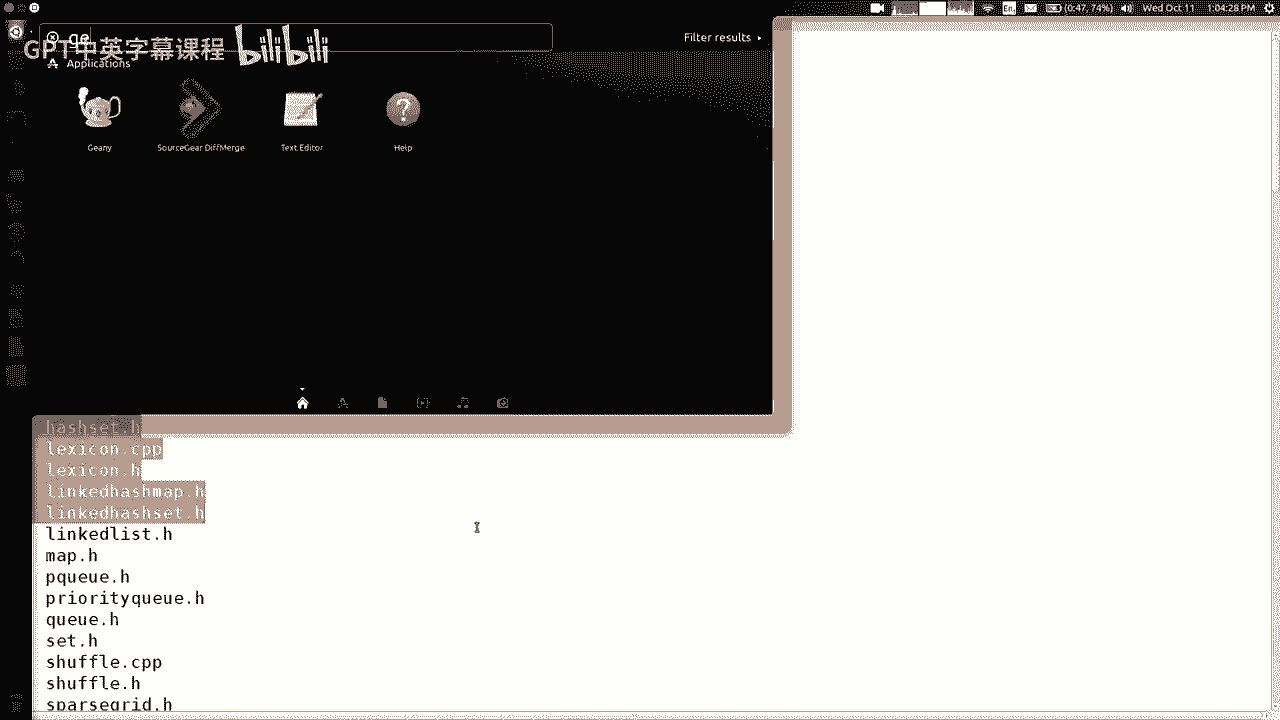 (0:47, 74%) Wed Oct 11 1:04:28 PM
ge
Filter results
GPT中英字幕课程 bilibili
Applications
Geany
SourceGear DiffMerge
Text Editor
Help
hashset.h
lexicon.cpp
lexicon.h
linkedhashmap.h
linkedhashset.h
linkedlist.h
map.h
pqueue.h
priorityqueue.h
queue.h
set.h
shuffle.cpp
shuffle.h
sparsegrid.h